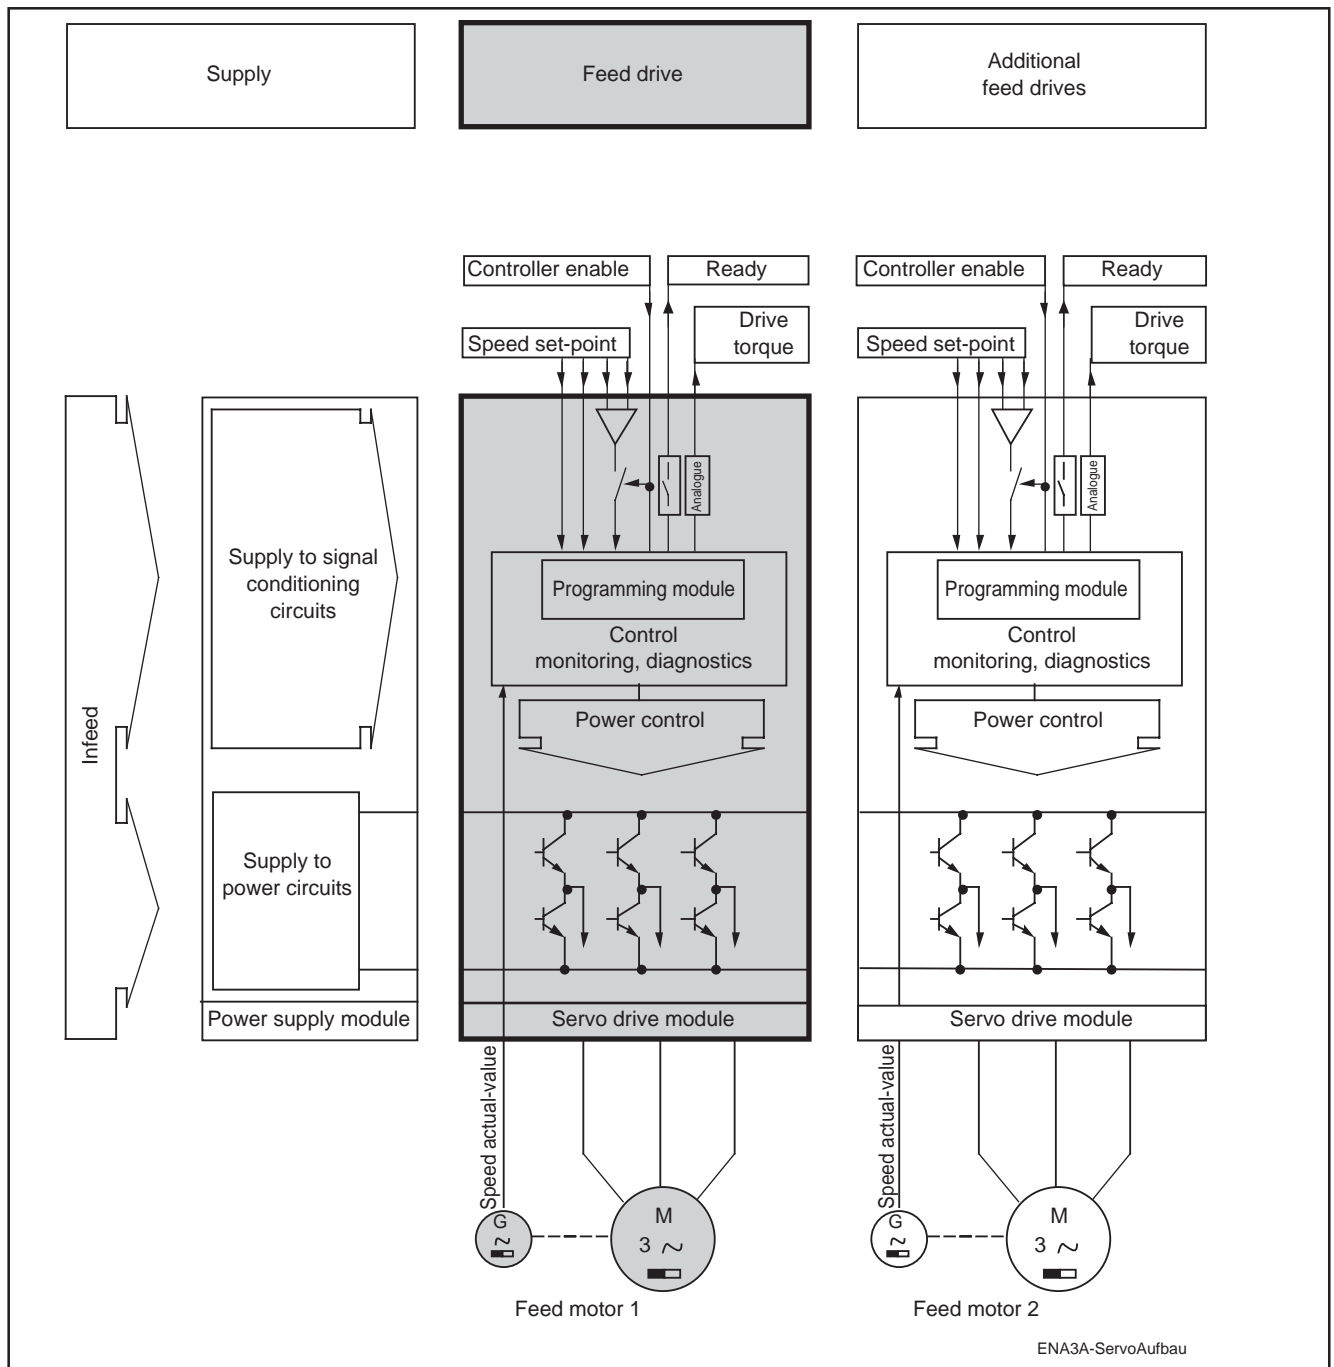 Supply
Feed drive
Additional
feed drives
Controller enable
Ready
Controller enable
Ready
Drive
torque
Drive
torque
Speed set-point
Speed set-point
Analogue
Analogue
Infeed
Supply to signal
conditioning
circuits
Programming module
Control
monitoring, diagnostics
Power control
Programming module
Control
monitoring, diagnostics
Power control
Supply to
power circuits
Power supply module
Servo drive module
Servo drive module
Speed actual-value
Speed actual-value
G
M
3
G
M
3
Feed motor 1
Feed motor 2
ENA3A-ServoAufbau